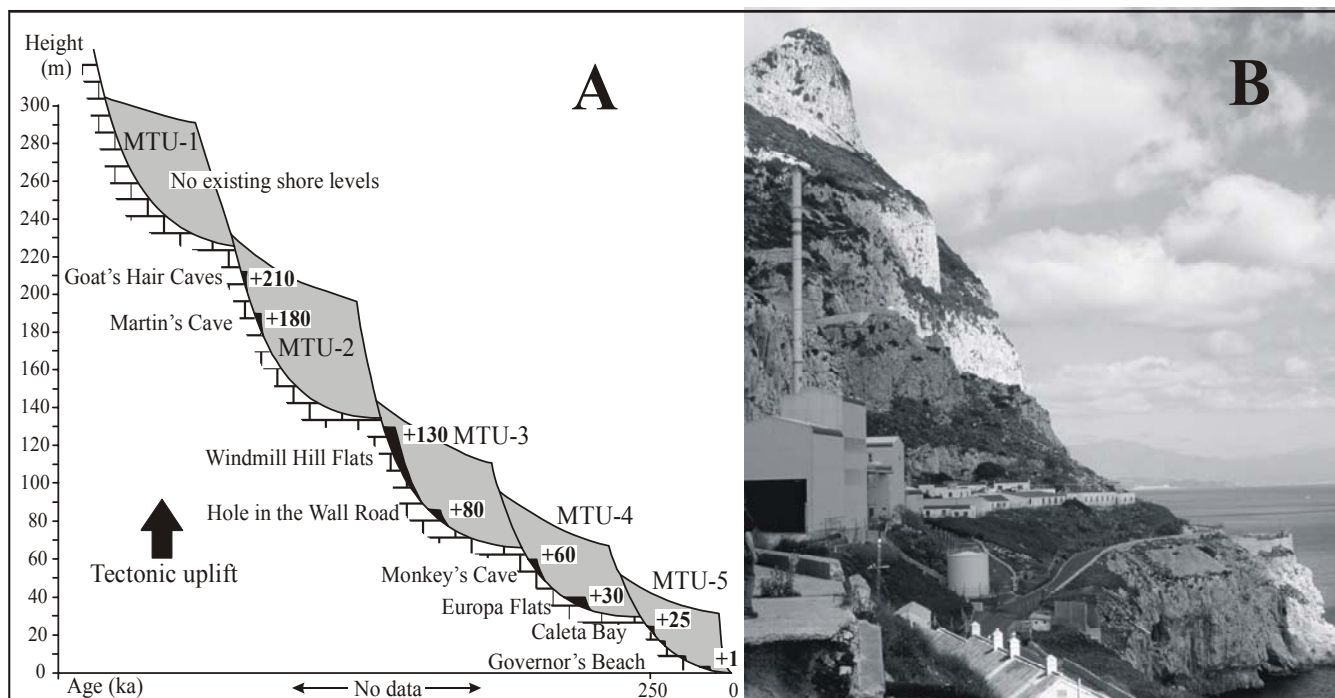 Height
(m)
A
B
300
280
260
240
220
200
180
160
140
120
100
80
60
40
20
0
MTU-1
No existing shore levels
Goat's Hair Caves
+210
Martin's Cave
+180
MTU-2
+130
MTU-3
Windmill Hill Flats
Hole in the Wall Road
+80
MTU-4
Tectonic uplift
+60
Monkey's Cave
MTU-5
Europa Flats
+30
Caleta Bay
+25
Governor's Beach
+1
Age (ka)
No data
250
0